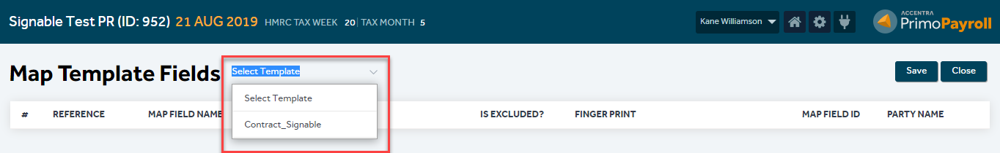 Signable Test PR (ID: 952) 21 AUG 2019 HMRC TAX WEEK 20 | TAX MONTH 5
Kane Williamson
ACCENTRA
PrimoPayroll
Map Template Fields
Select Template
Save
Close
Select Template
Contract_Signable
# REFERENCE MAP FIELD NAME IS EXCLUDED? FINGER PRINT MAP FIELD ID PARTY NAME